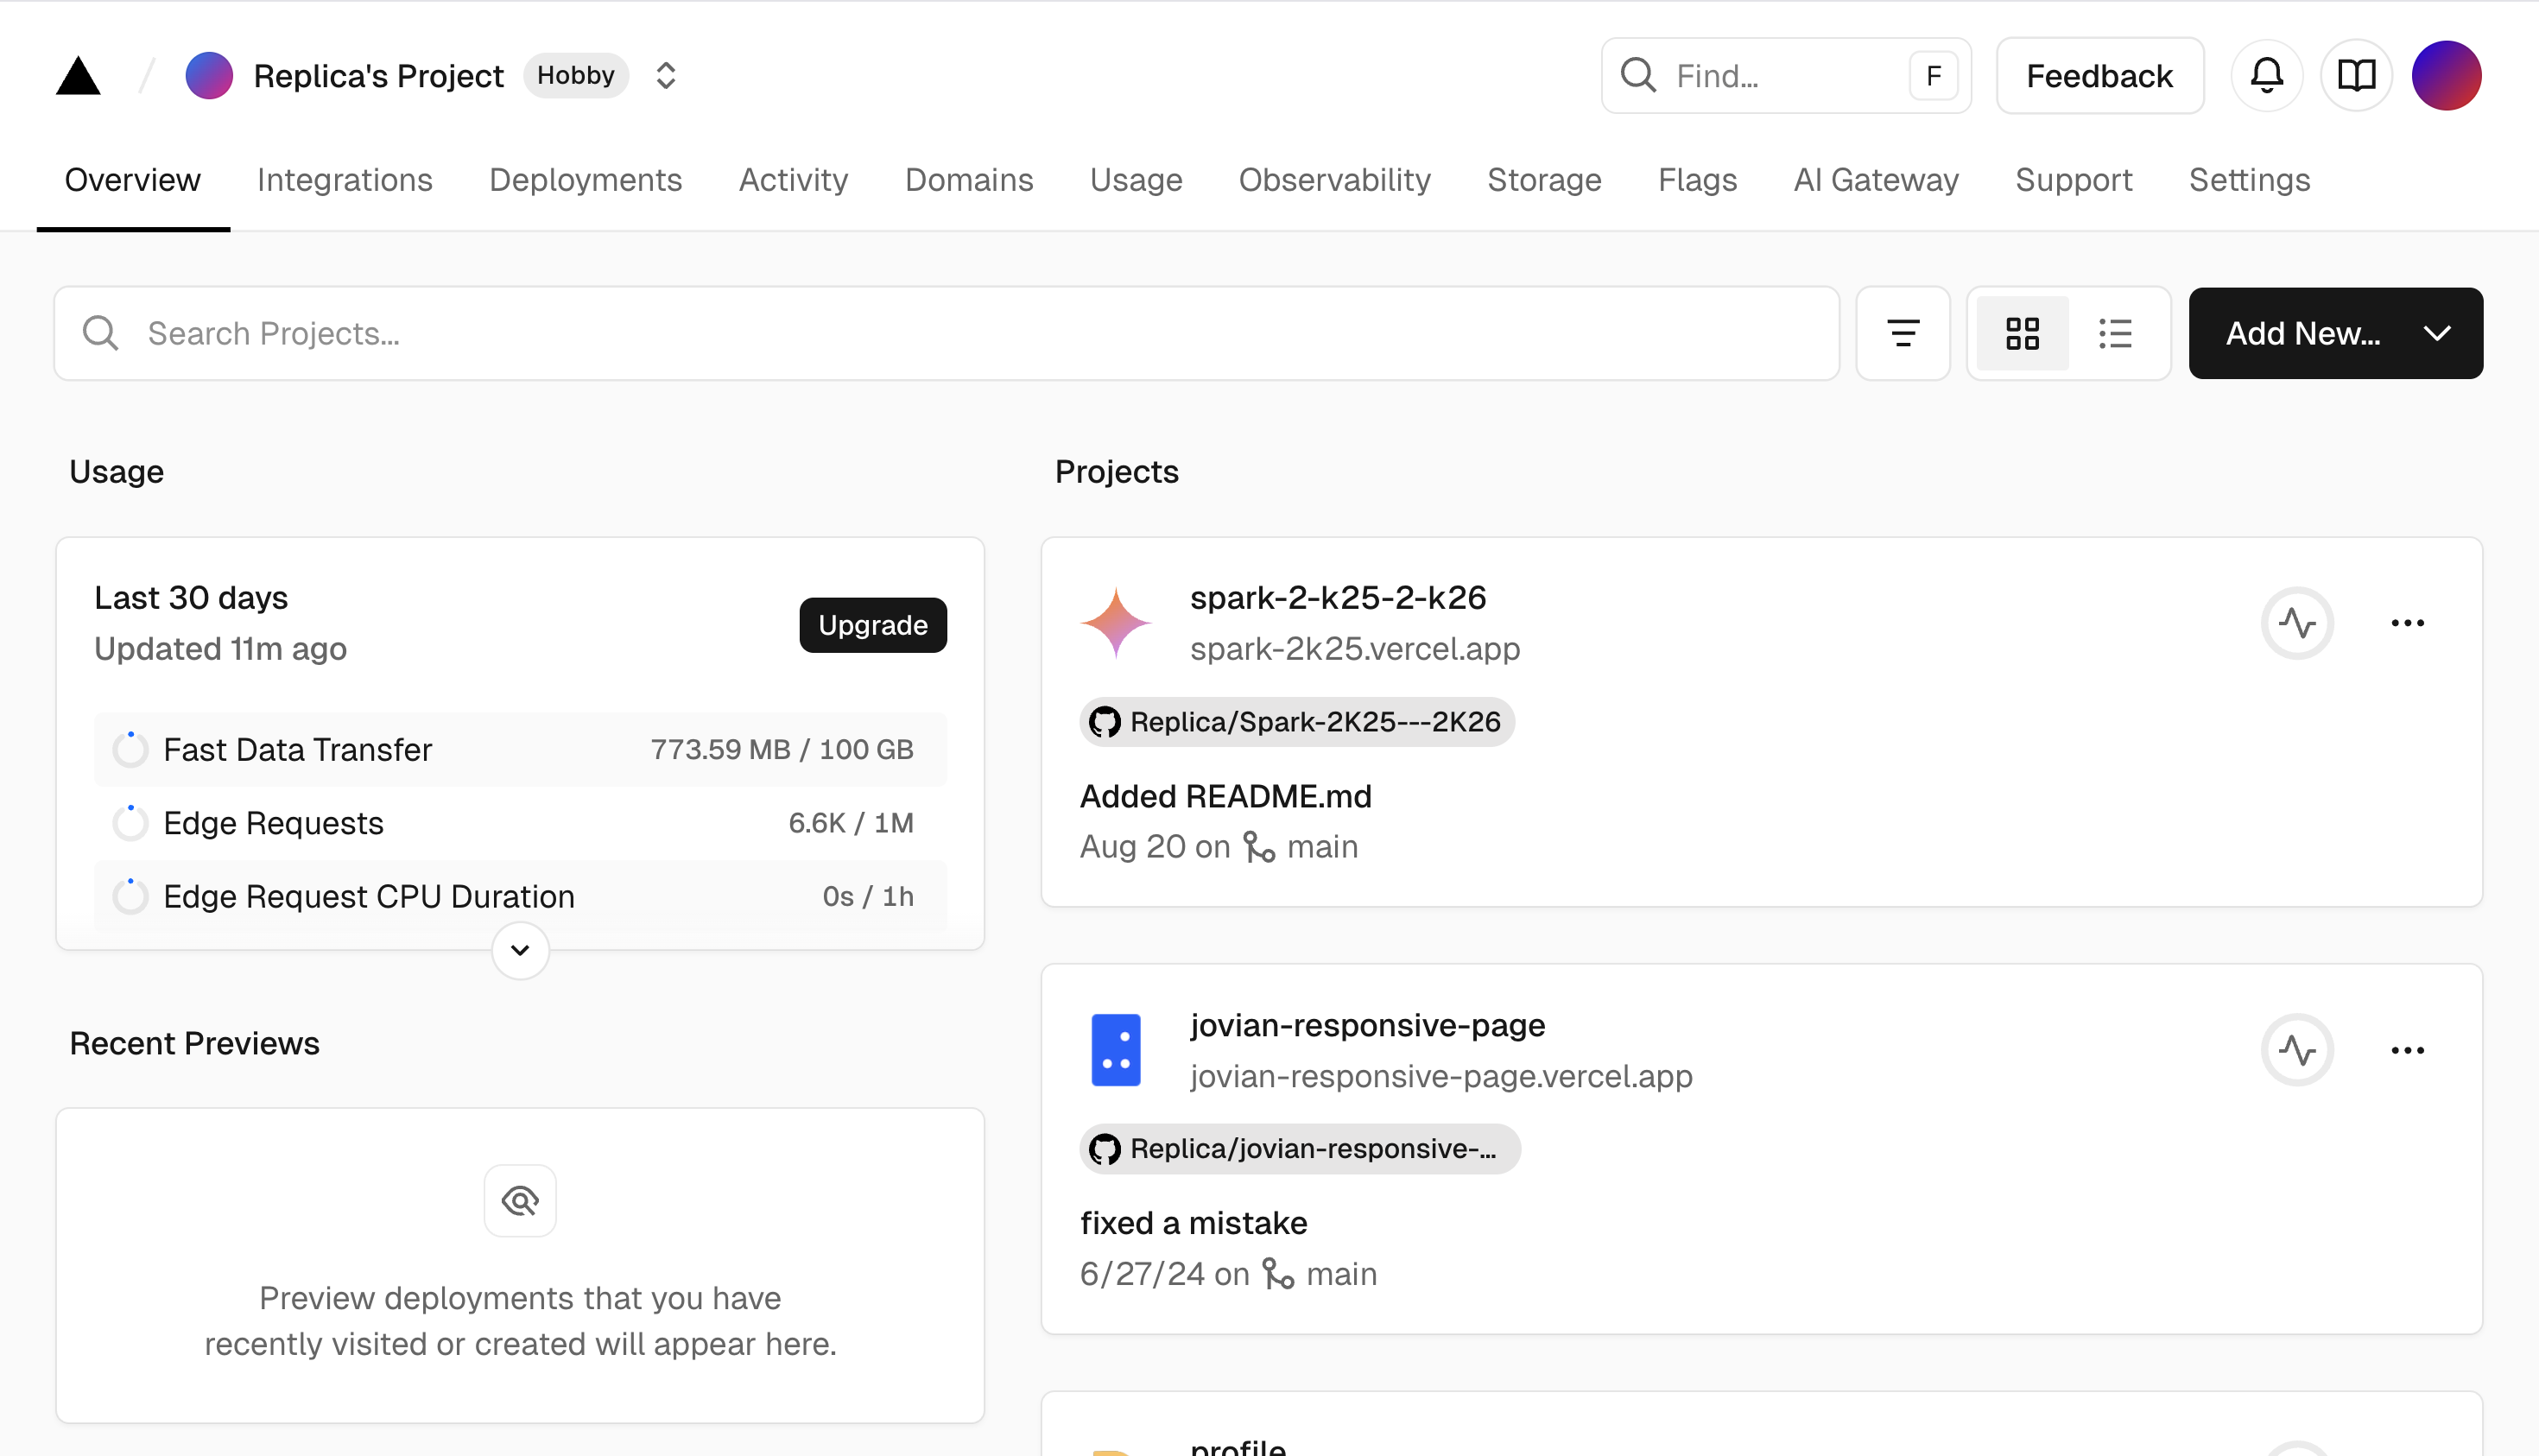 Replica's Project Hobby
Find...
F
Feedback
Overview Integrations Deployments Activity Domains Usage Observability Storage Flags AI Gateway Support Settings
Search Projects...
Add New...
Usage
Last 30 days
Updated 11m ago
Upgrade
Fast Data Transfer 773.59 MB / 100 GB
Edge Requests 6.6K / 1M
Edge Request CPU Duration 0s / 1h
Recent Previews
Preview deployments that you have
recently visited or created will appear here.
Projects
spark-2-k25-2-k26
spark-2k25.vercel.app
Replica/Spark-2K25---2K26
Added README.md
Aug 20 on main
jovian-responsive-page
jovian-responsive-page.vercel.app
Replica/jovian-responsive-...
fixed a mistake
6/27/24 on main
profile